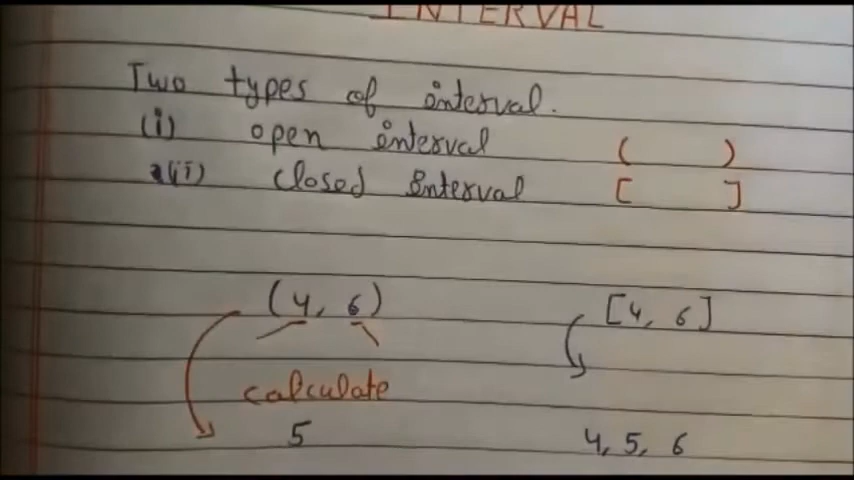 INTERVAL
Two types of interval.
(i) open interval ( )
(ii) closed interval [ ]
(4, 6) [4, 6]
calculate
5 4, 5, 6